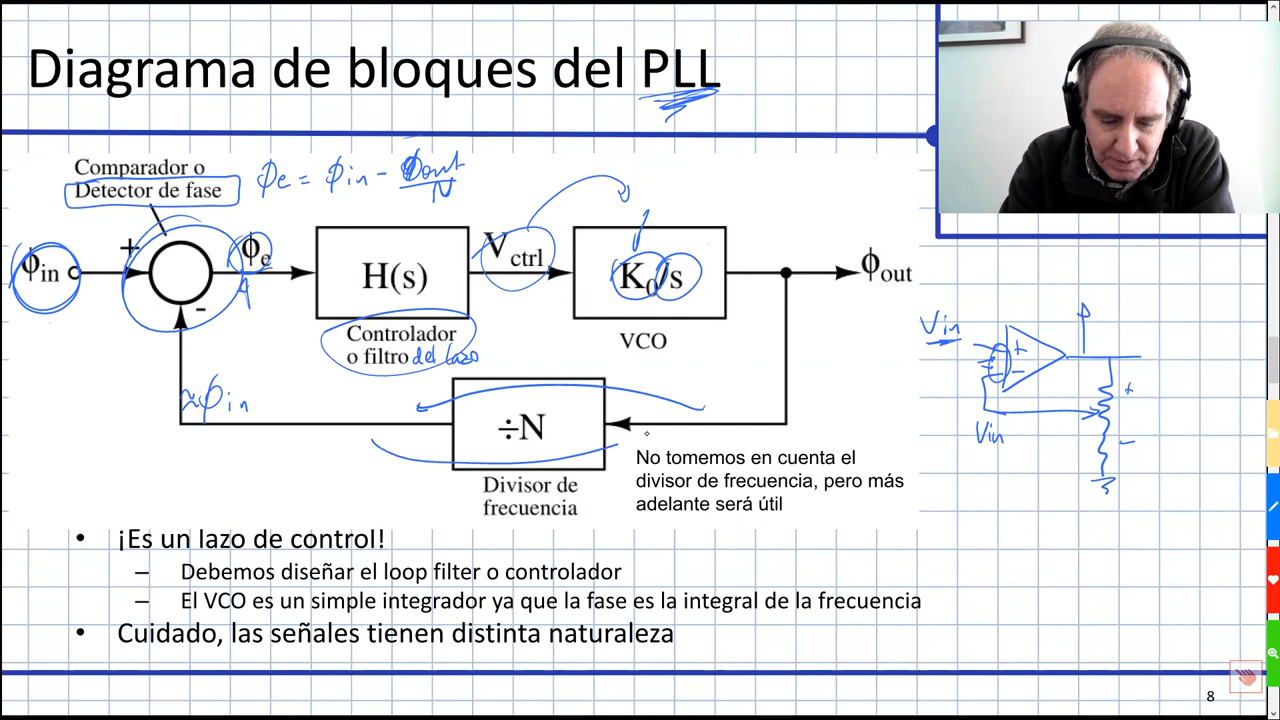 Diagrama de bloques del PLL
Comparador o
Detector de fase
ϕe = ϕin - ϕout/N
+
ϕin
ϕe
-
H(s)
Controlador
o filtro del lazo
Vctrl
K0/s
VCO
ϕout
≈ϕin
÷N
Divisor de
frecuencia
No tomemos en cuenta el
divisor de frecuencia, pero más
adelante será útil
Vin
+
-
+
-
Vin
• ¡Es un lazo de control!
– Debemos diseñar el loop filter o controlador
– El VCO es un simple integrador ya que la fase es la integral de la frecuencia
• Cuidado, las señales tienen distinta naturaleza
8